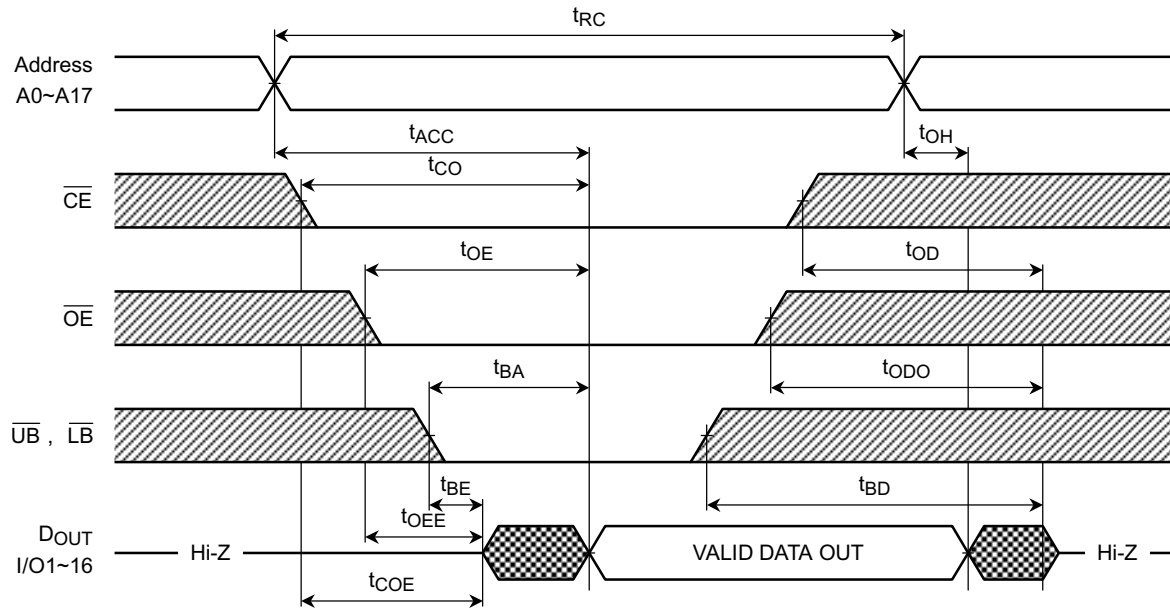 tRC
Address
A0~A17
tACC
tOH
tCO
CE
tOE
tOD
OE
tBA
tODO
UB , LB
tBE
tBD
tOEE
DOUT
I/O1~16
Hi-Z
VALID DATA OUT
Hi-Z
tCOE